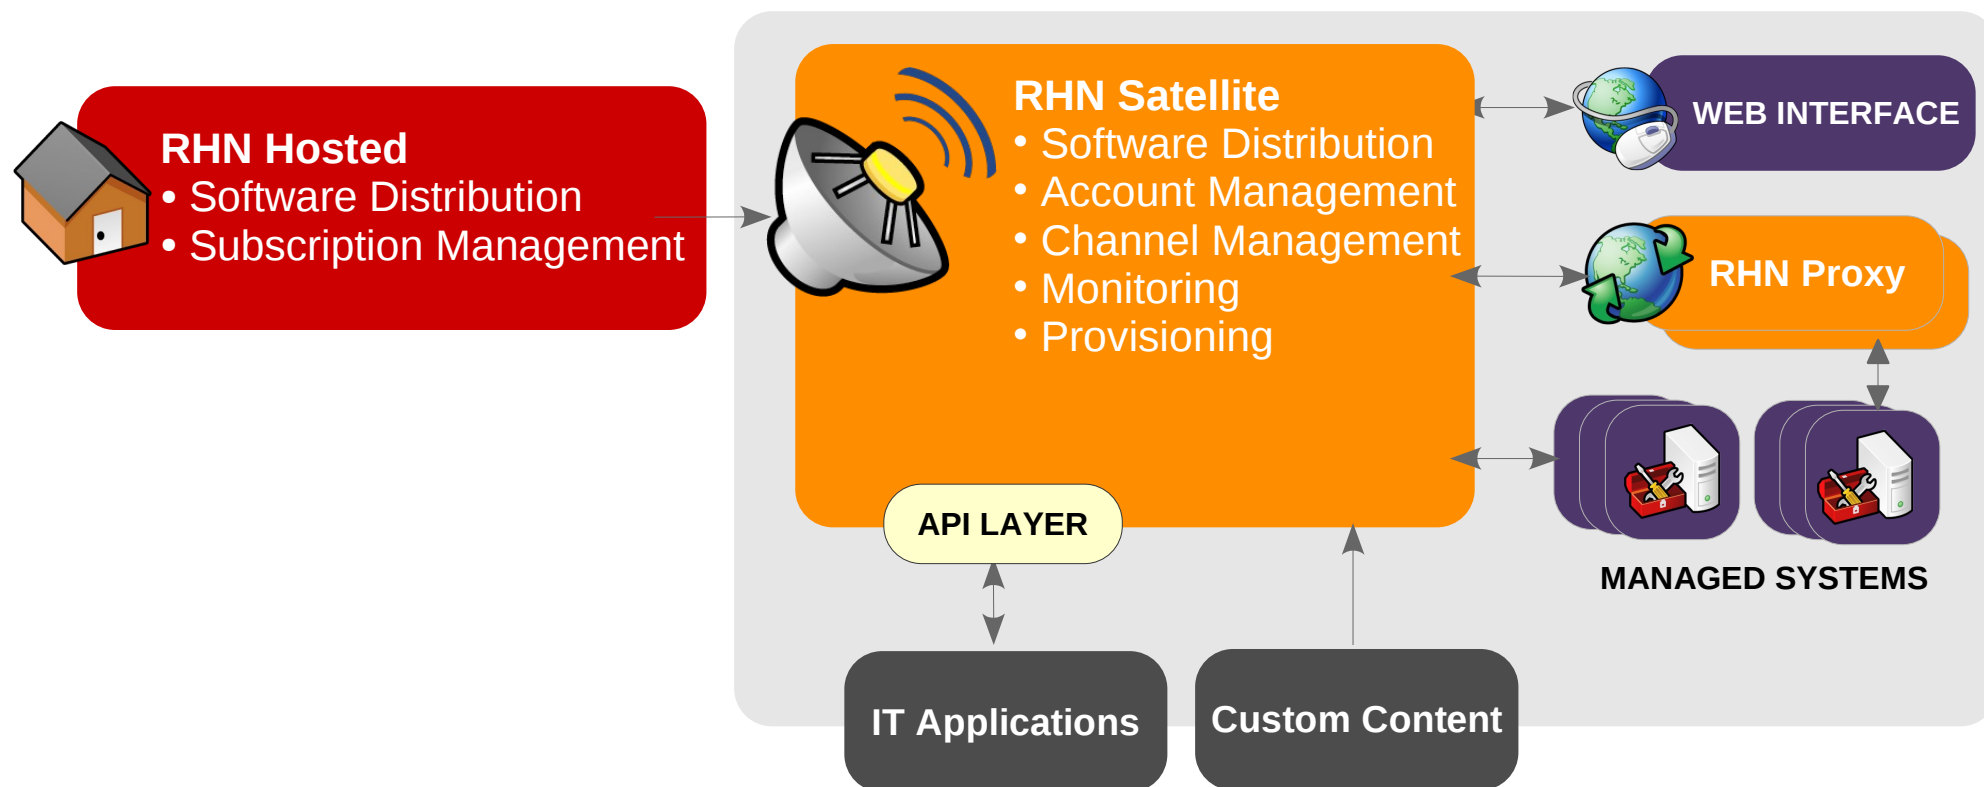 RHN Hosted
• Software Distribution
• Subscription Management
RHN Satellite
• Software Distribution
• Account Management
• Channel Management
• Monitoring
• Provisioning
WEB INTERFACE
RHN Proxy
MANAGED SYSTEMS
API LAYER
IT Applications
Custom Content